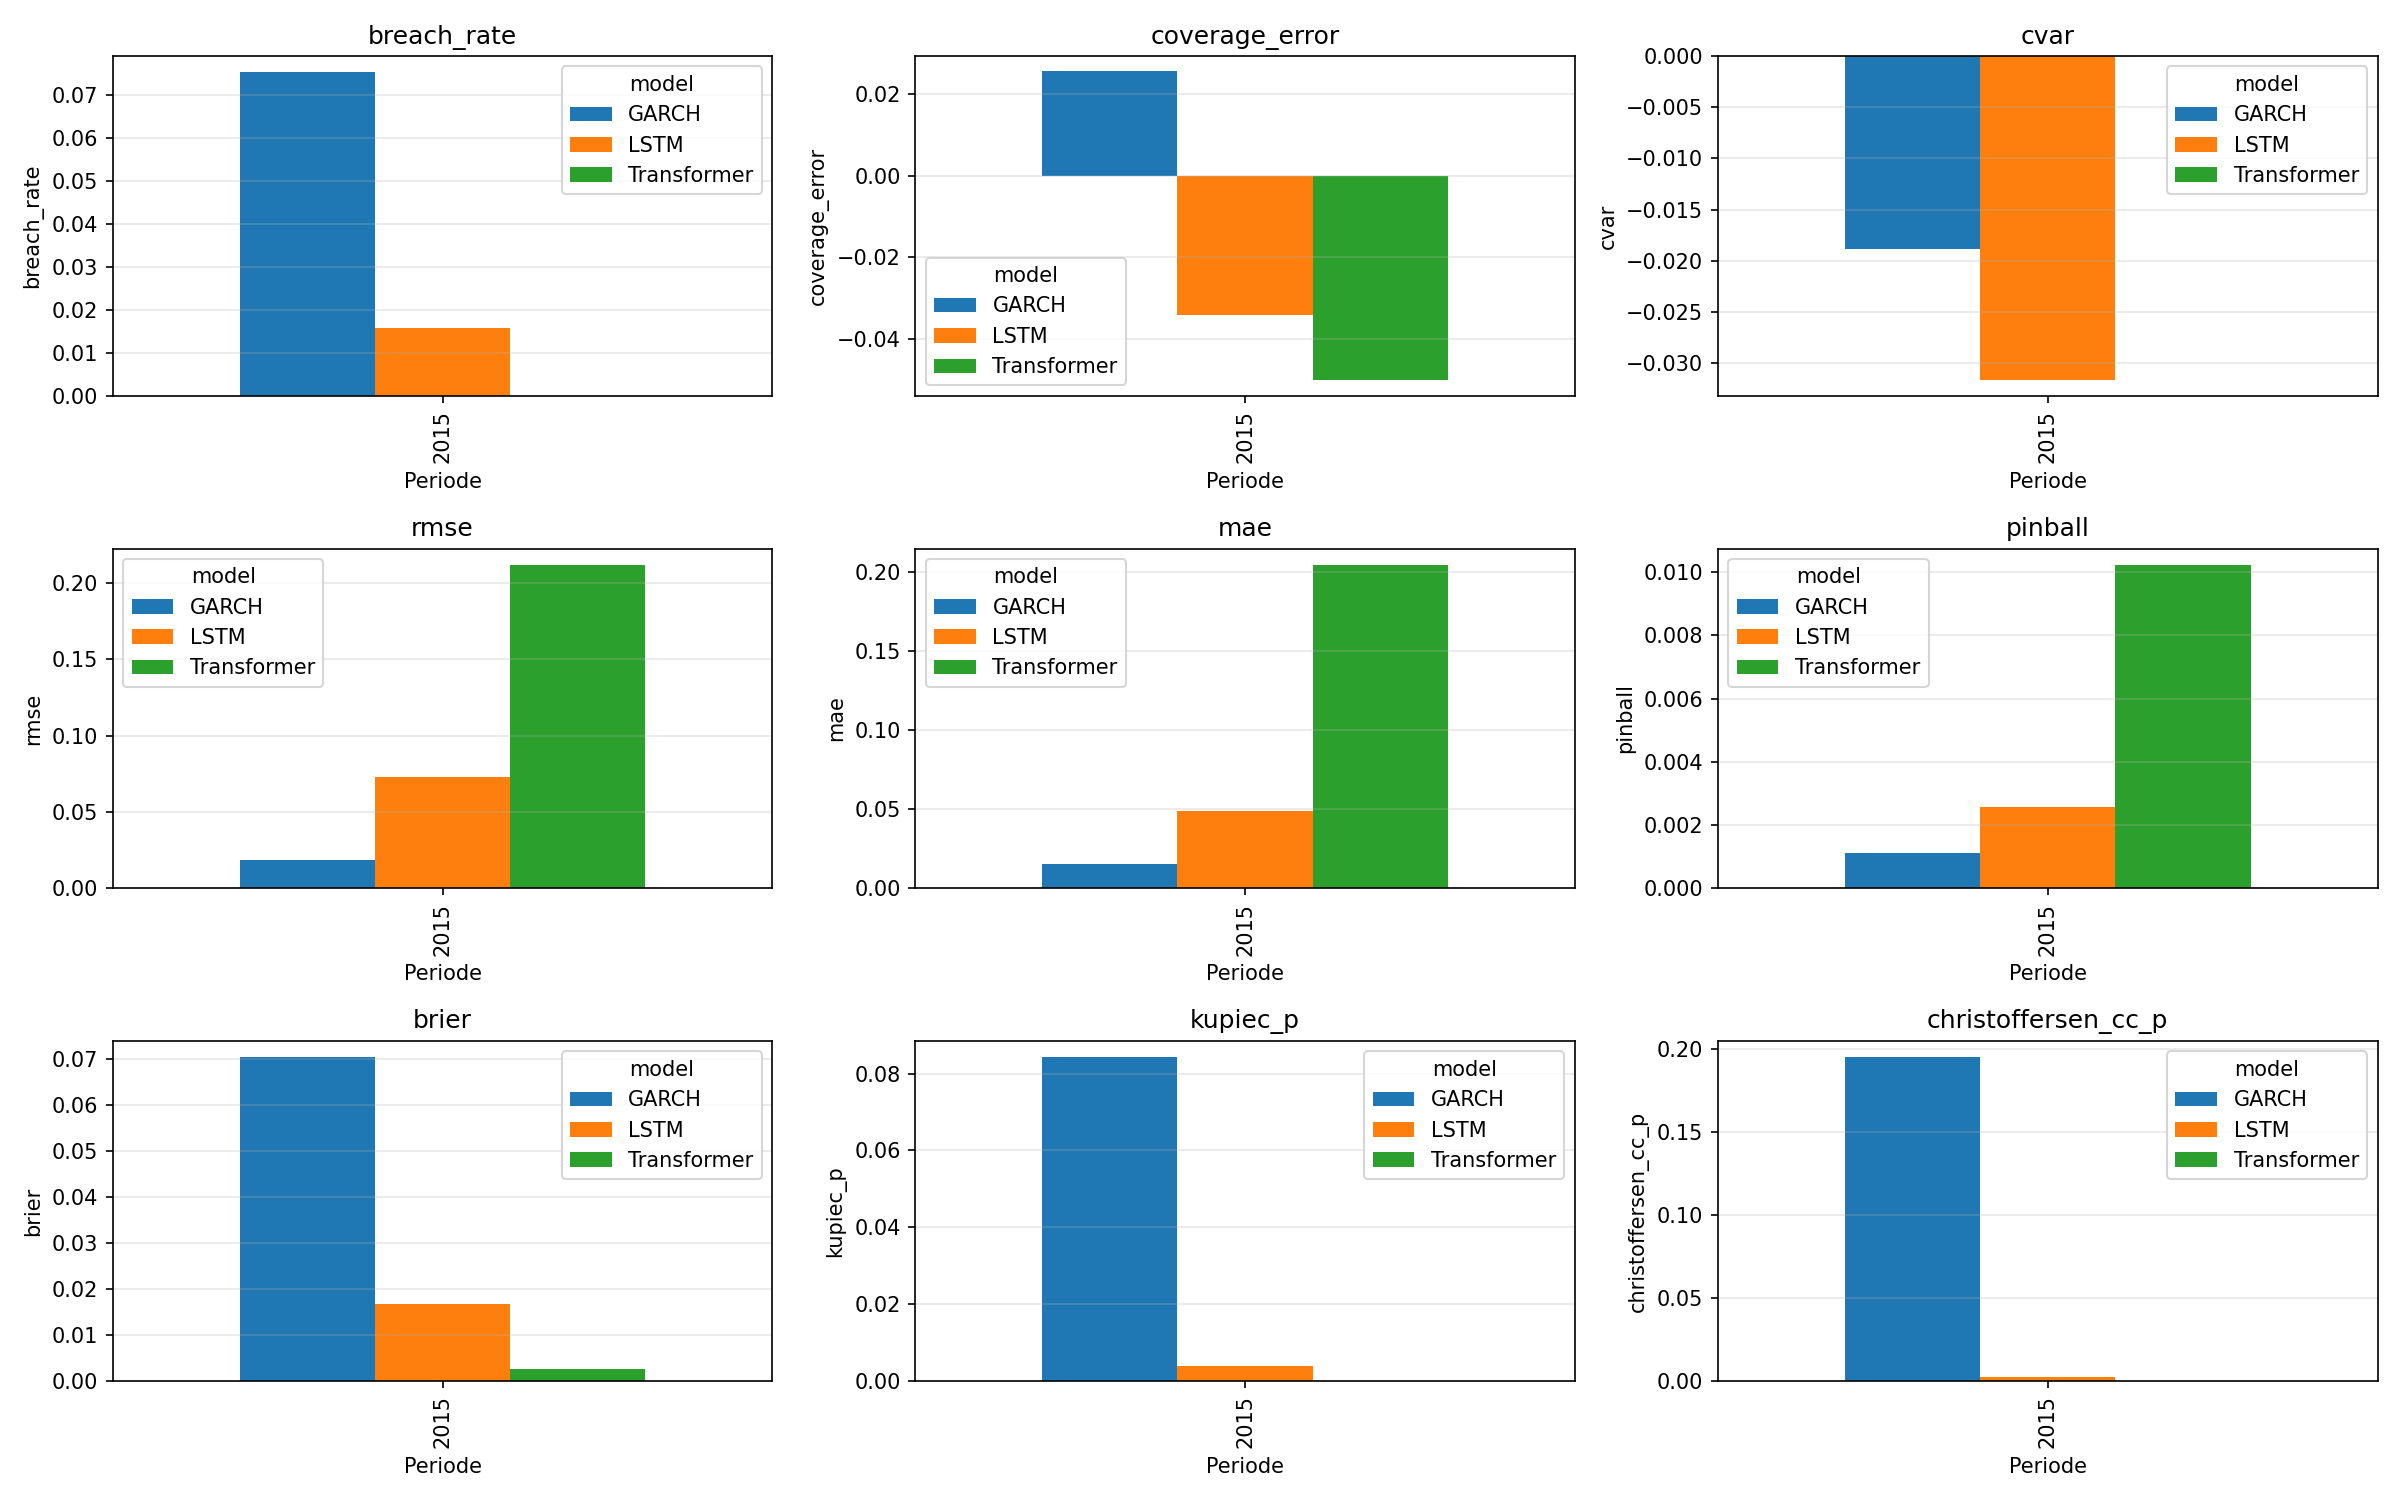 breach_rate
breach_rate
0.07
0.06
0.05
0.04
0.03
0.02
0.01
0.00
model
GARCH
LSTM
Transformer
2015
Periode
coverage_error
coverage_error
0.02
0.00
−0.02
−0.04
model
GARCH
LSTM
Transformer
2015
Periode
cvar
cvar
0.000
−0.005
−0.010
−0.015
−0.020
−0.025
−0.030
model
GARCH
LSTM
Transformer
2015
Periode
rmse
rmse
0.20
0.15
0.10
0.05
0.00
model
GARCH
LSTM
Transformer
2015
Periode
mae
mae
0.20
0.15
0.10
0.05
0.00
model
GARCH
LSTM
Transformer
2015
Periode
pinball
pinball
0.010
0.008
0.006
0.004
0.002
0.000
model
GARCH
LSTM
Transformer
2015
Periode
brier
brier
0.07
0.06
0.05
0.04
0.03
0.02
0.01
0.00
model
GARCH
LSTM
Transformer
2015
Periode
kupiec_p
kupiec_p
0.08
0.06
0.04
0.02
0.00
model
GARCH
LSTM
Transformer
2015
Periode
christoffersen_cc_p
christoffersen_cc_p
0.20
0.15
0.10
0.05
0.00
model
GARCH
LSTM
Transformer
2015
Periode